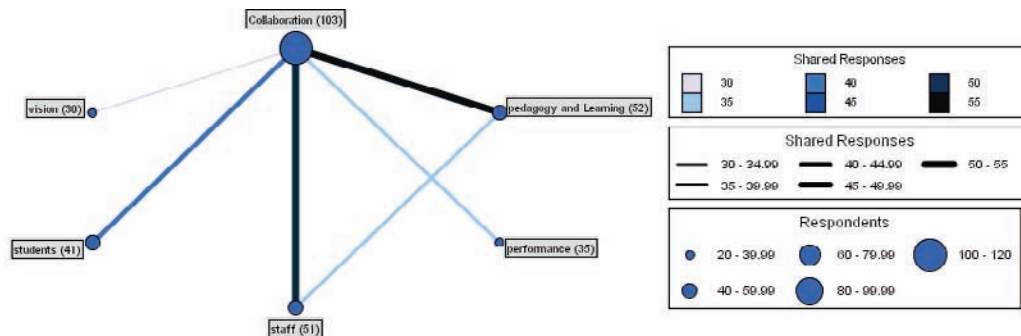 Collaboration (103)
vision (30)
pedagogy and Learning (52)
students (41)
performance (35)
staff (51)
Shared Responses
30 40 50
35 45 55
Shared Responses
30 - 34.99 40 - 44.99 50 - 55
35 - 39.99 45 - 49.99
Respondents
20 - 39.99 60 - 79.99 100 - 120
40 - 59.99 80 - 99.99